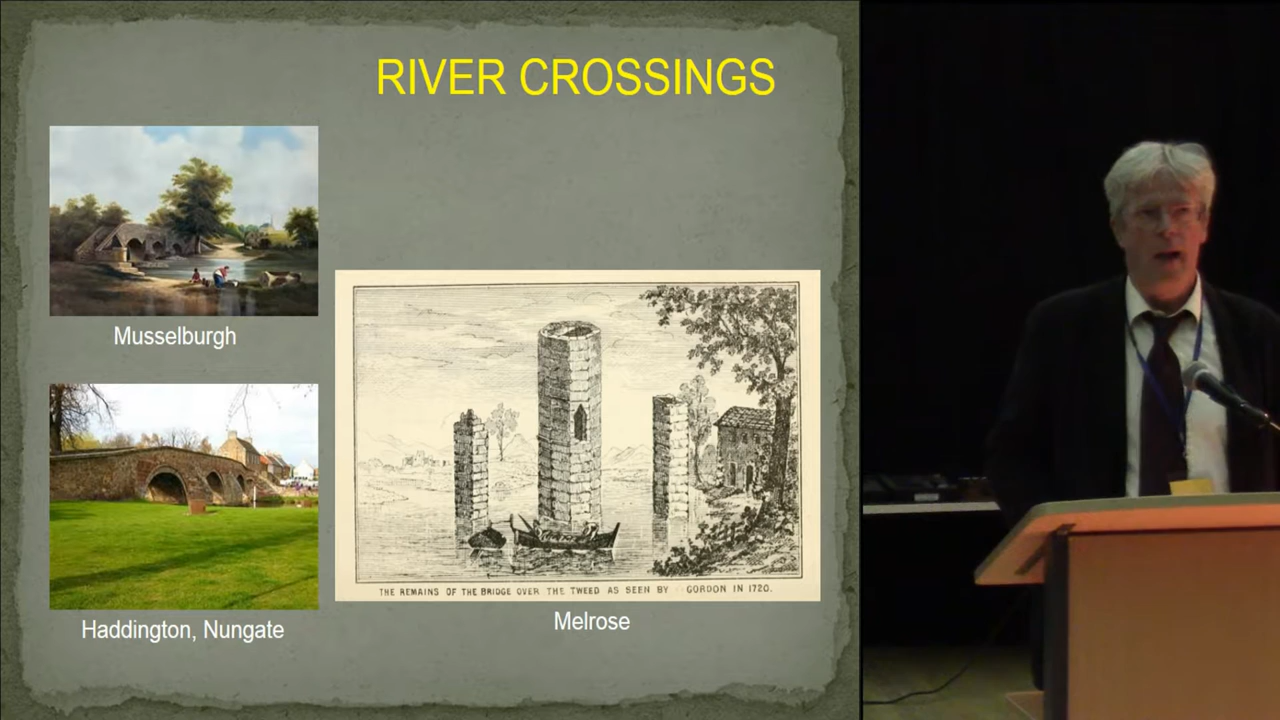 RIVER CROSSINGS
Musselburgh
THE REMAINS OF THE BRIDGE OVER THE TWEED AS SEEN BY GORDON IN 1720.
Haddington, Nungate
Melrose